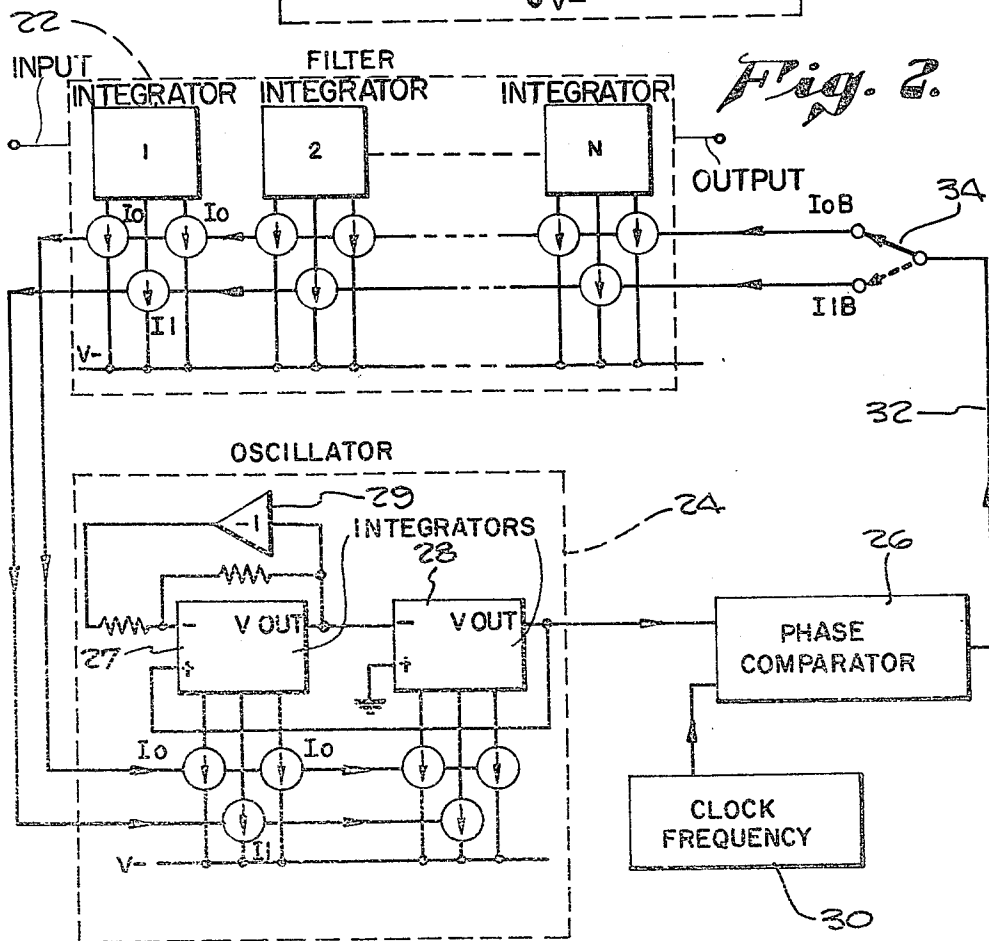 V-
22
FILTER
Fig. 2.
INPUT
INTEGRATOR INTEGRATOR INTEGRATOR
1 2 N
OUTPUT
Io Io
IoB
34
I1
I1B
V-
32
OSCILLATOR
29
24
-1
INTEGRATORS
28
26
- V OUT
- V OUT
27
+
+
PHASE
COMPARATOR
Io Io
CLOCK
FREQUENCY
I1
V-
30